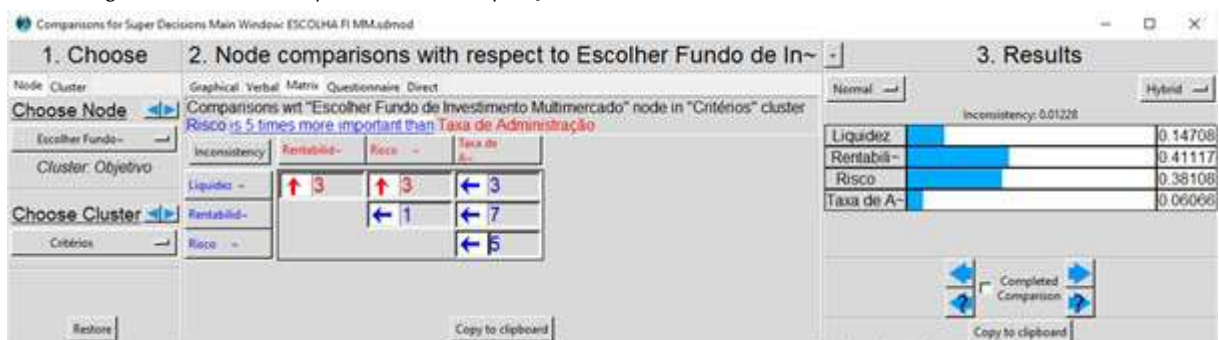 Comparisons for Super Decisions Main Window: ESCOLHA FI MM.sdmod
1. Choose
Node Cluster
Choose Node
Escolher Fundo~
Cluster: Objetivo
Choose Cluster
Critérios
Restore
2. Node comparisons with respect to Escolher Fundo de In~
Graphical Verbal Matrix Questionnaire Direct
Comparisons wrt "Escolher Fundo de Investimento Multimercado" node in "Critérios" cluster
Risco is 5 times more important than Taxa de Administração
Inconsistency Rentabilid~ Risco ~ Taxa de A~
Liquidez ~ 3 3 3
Rentabilid~ 1 7
Risco ~ 5
Copy to clipboard
- 3. Results
Normal Hybrid
Inconsistency: 0.01228
Liquidez 0.14708
Rentabili~ 0.41117
Risco 0.38108
Taxa de A~ 0.06066
Completed
Comparison
? ?
Copy to clipboard